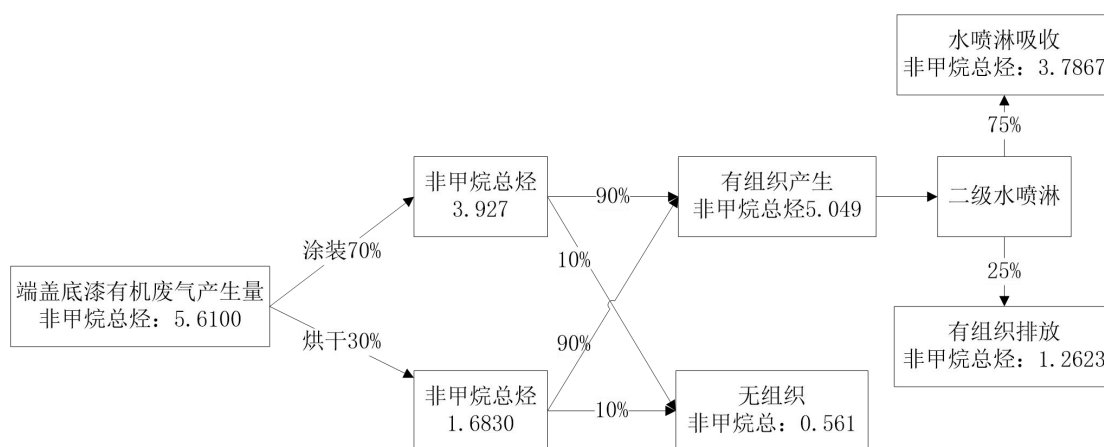 水喷淋吸收
非甲烷总烃：3.7867
75%
非甲烷总烃
3.927
90%
有组织产生
非甲烷总烃5.049
二级水喷淋
涂装70%
10%
25%
端盖底漆有机废气产生量
非甲烷总烃：5.6100
烘干30%
90%
有组织排放
非甲烷总烃：1.2623
非甲烷总烃
1.6830
10%
无组织
非甲烷总：0.561